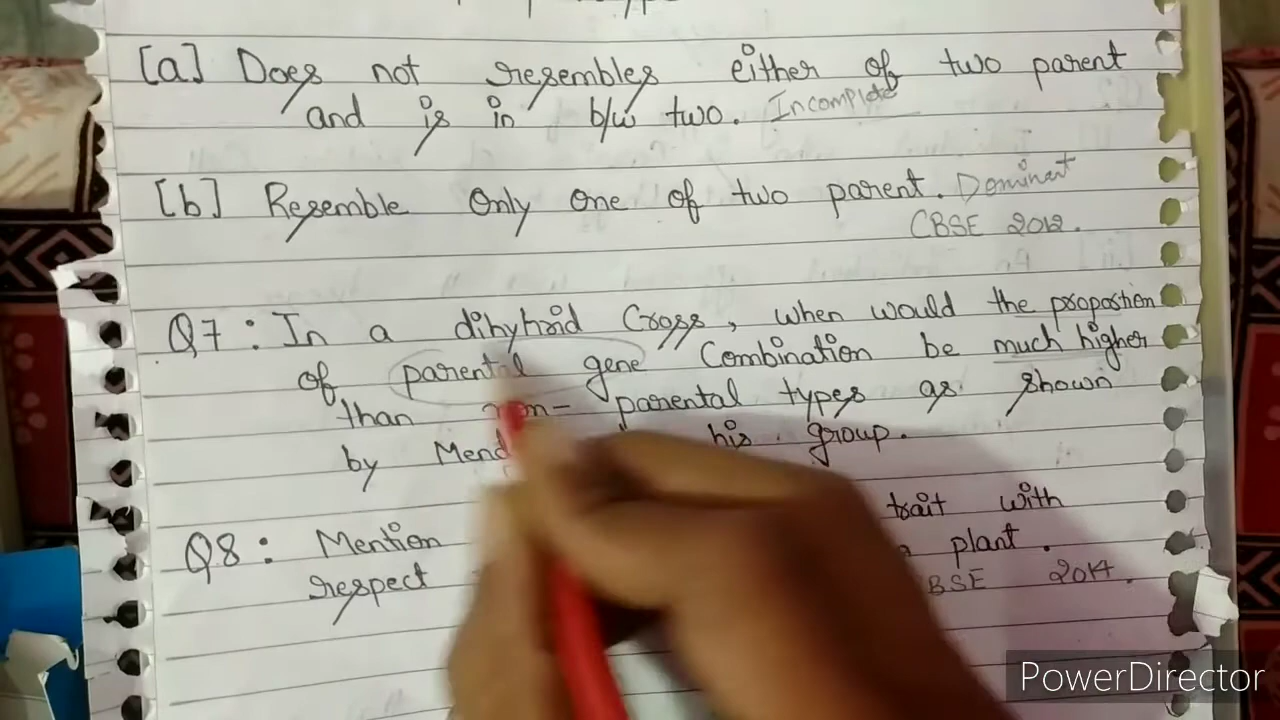 [a] Does not resembles either of two parent
and is in b/w two. Incomplete
[b] Resemble Only One of two parent. Dominant
CBSE 2012.
Q7: In a dihyhrid Cross, when would the proportion
of parentl gene Combination be much higher
than non- parental types as shown
by Mend his group.
Q8: Mention trait with
respect plant.
BSE 2014.
PowerDirector